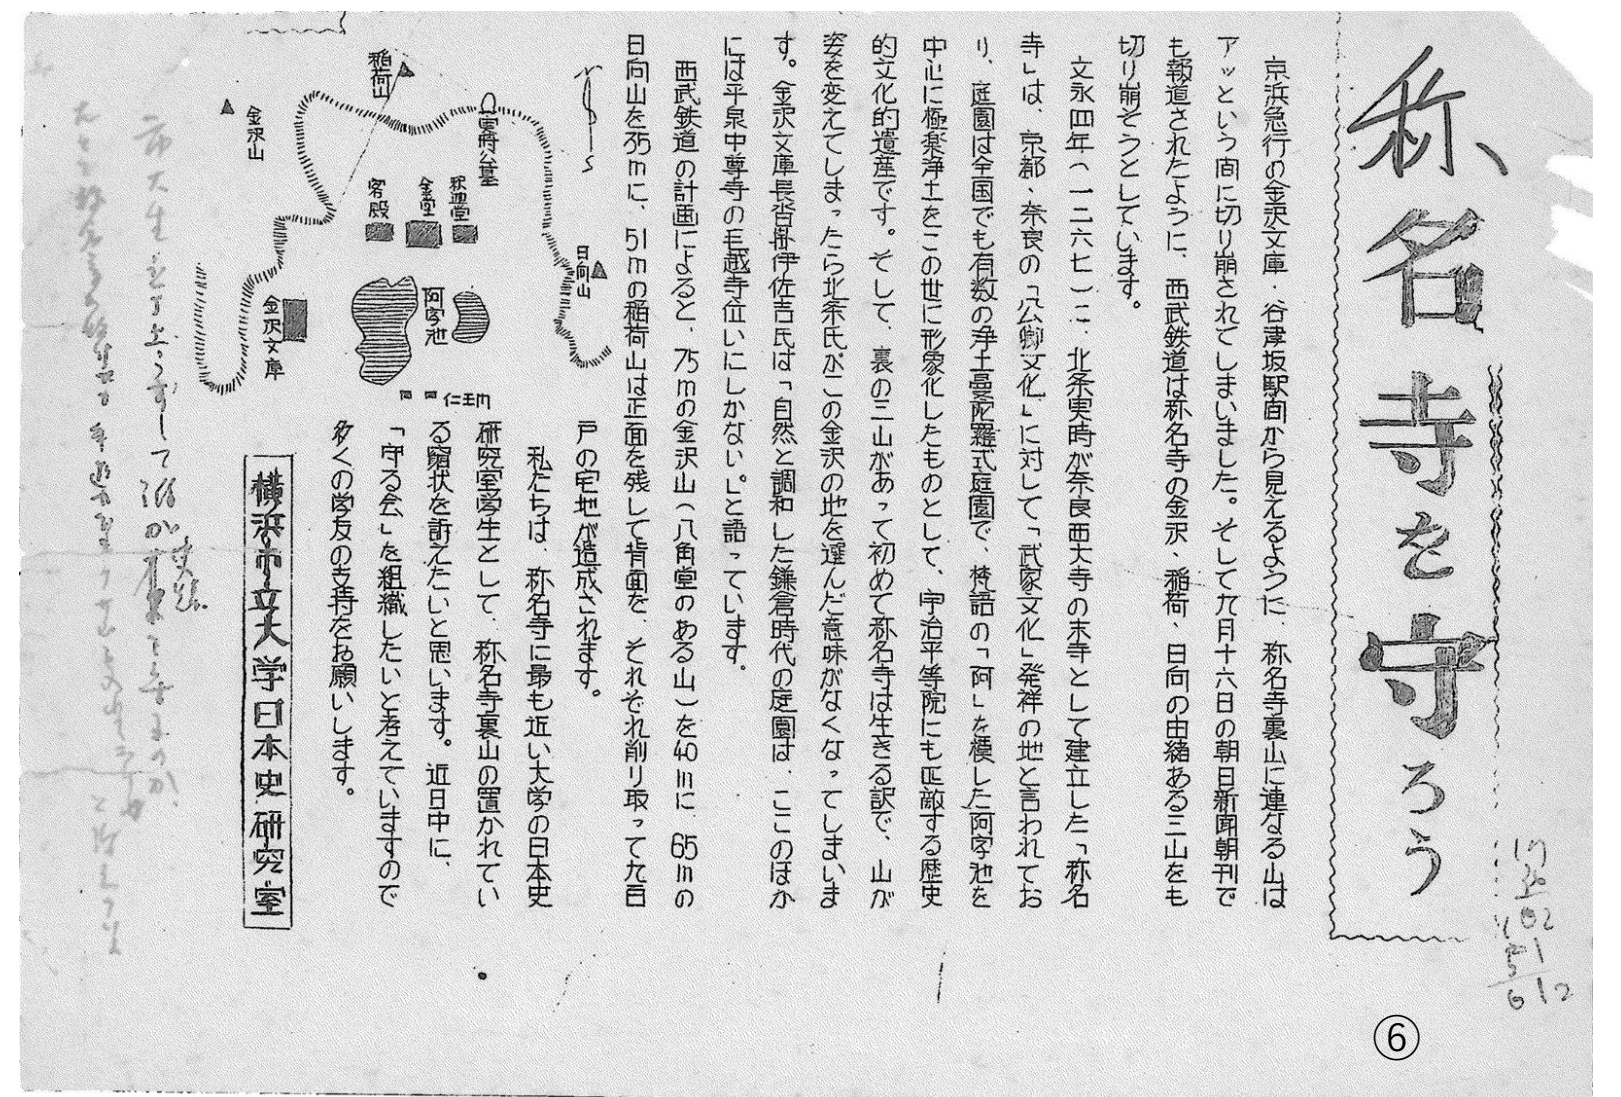 称名寺を守ろう
京浜急行の金沢文庫・谷津坂駅間から見えるように、称名寺裏山に連なる山は
アッという間に切り崩されてしまいました。そして九月十六日の朝日新聞朝刊で
も報道されたように、西武鉄道は称名寺の金沢、稲荷、日向の由緒ある三山をも
切り崩そうとしています。
文永四年(一二六七)に、北条実時が奈良西大寺の末寺として建立した「称名
寺」は、京都、奈良の「公卿文化」に対して「武家文化」発祥の地と言われてお
り、庭園は全国でも有数の浄土曼陀羅式庭園で、梵語の「阿」を模した阿字池を
中心に極楽浄土をこの世に形象化したものとして、宇治平等院にも匹敵する歴史
的文化的遺産です。そして、裏の三山があって初めて称名寺は生きる訳で、山が
姿を変えてしまったら北条氏がこの金沢の地を選んだ意味がなくなってしまいま
す。金沢文庫長沓掛伊佐吉氏は「自然と調和した鎌倉時代の庭園は、ここのほか
には平泉中尊寺の毛越寺位いにしかない。」と語っています。
西武鉄道の計画によると、75mの金沢山(八角堂のある山)を40mに、65mの
日向山を35mに、51mの稲荷山は正面を残して背面を、それぞれ削り取って九百
戸の宅地が造成されます。
私たちは、称名寺に最も近い大学の日本史
研究室学生として、称名寺裏山の置かれてい
る窮状を訴えたいと思います。近日中に、
「守る会」を組織したいと考えていますので
多くの学友の支持をお願いします。
横浜市立大学日本史研究室
稲荷山
金沢山
実時公墓
客殿
金堂
釈迦堂
日向山
阿字池
金沢文庫
仁王門
⑥